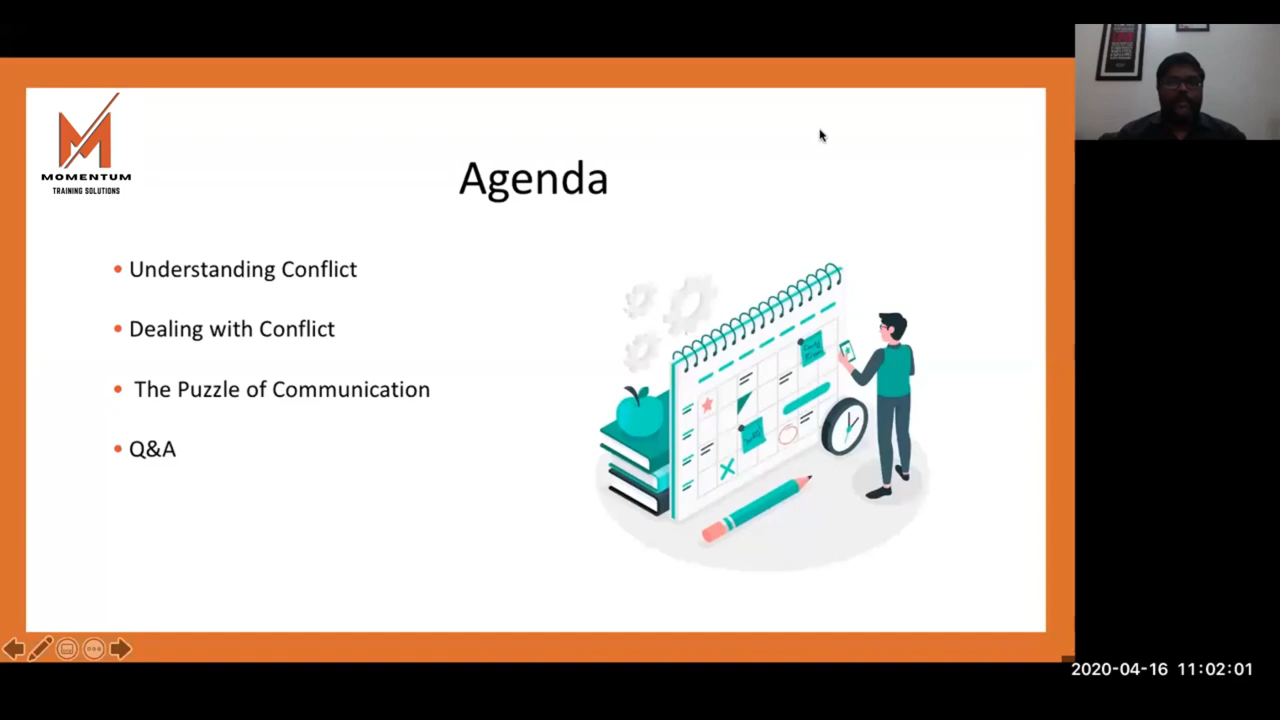 MOMENTUM
TRAINING SOLUTIONS
Agenda
• Understanding Conflict
• Dealing with Conflict
• The Puzzle of Communication
• Q&A
2020-04-16 11:02:01